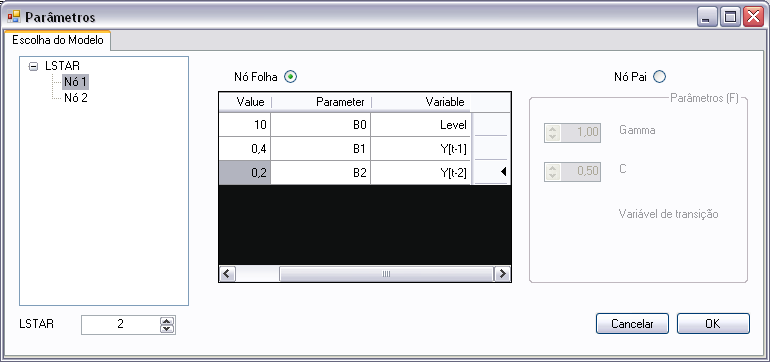 Parâmetros
Escolha do Modelo
LSTAR
Nó 1
Nó 2
Nó Folha
Nó Pai
Value Parameter Variable
10 B0 Level
0,4 B1 Y[t-1]
0,2 B2 Y[t-2]
Parâmetros (F)
1,00 Gamma
0,50 C
Variável de transição
LSTAR 2
Cancelar OK